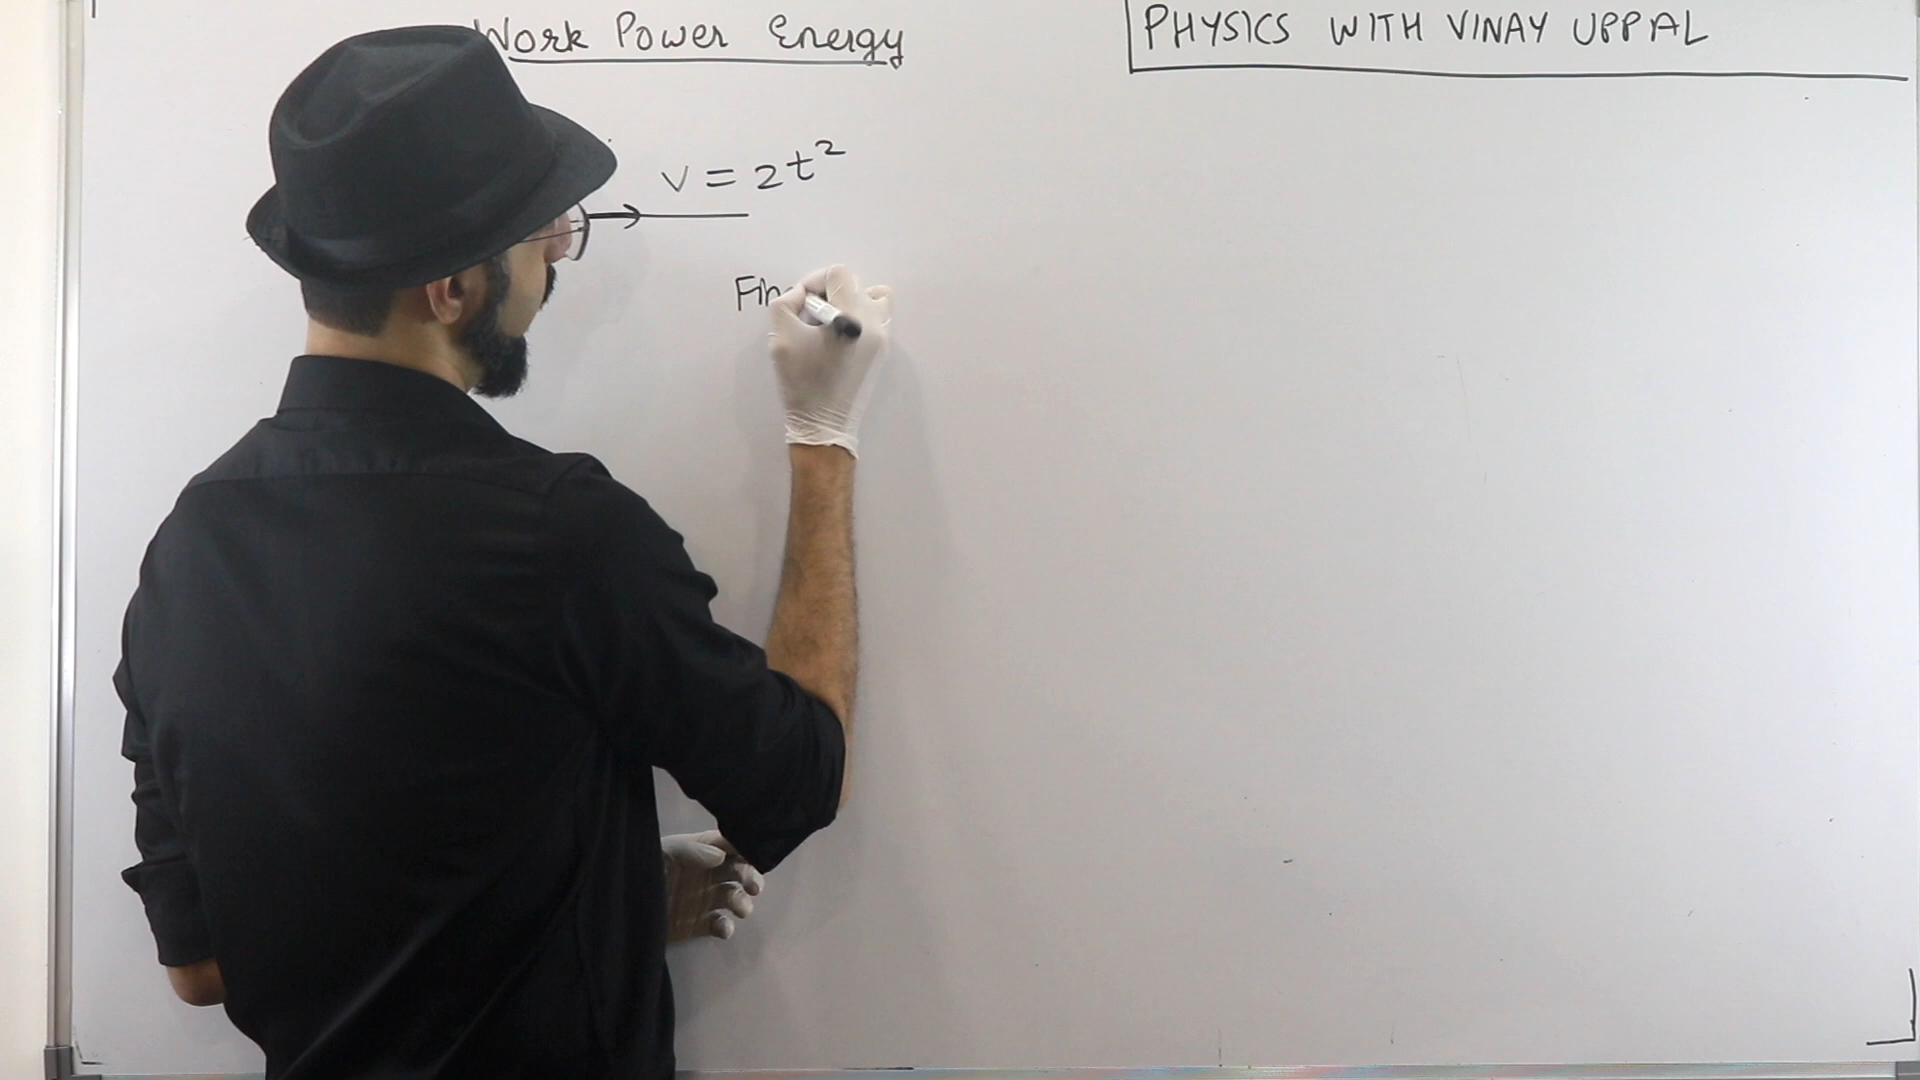 Work Power Energy
PHYSICS WITH VINAY UPPAL
v = 2t²